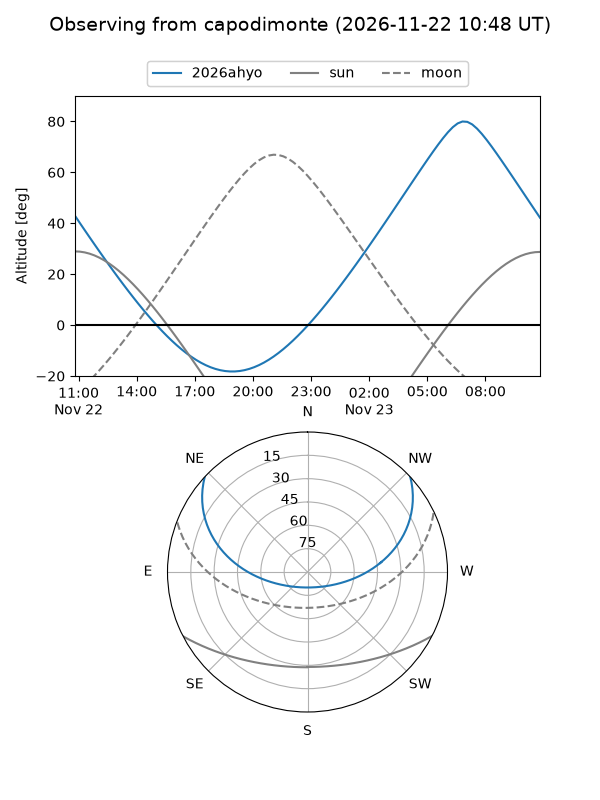 Observing from capodimonte (2026-11-22 10:48 UT)
2026ahyo sun moon
Altitude [deg]
80
60
40
20
0
−20
11:00 14:00 17:00 20:00 23:00 02:00 05:00 08:00
Nov 22 Nov 23
N
NE NW
15
30
45
60
75
E W
SE SW
S